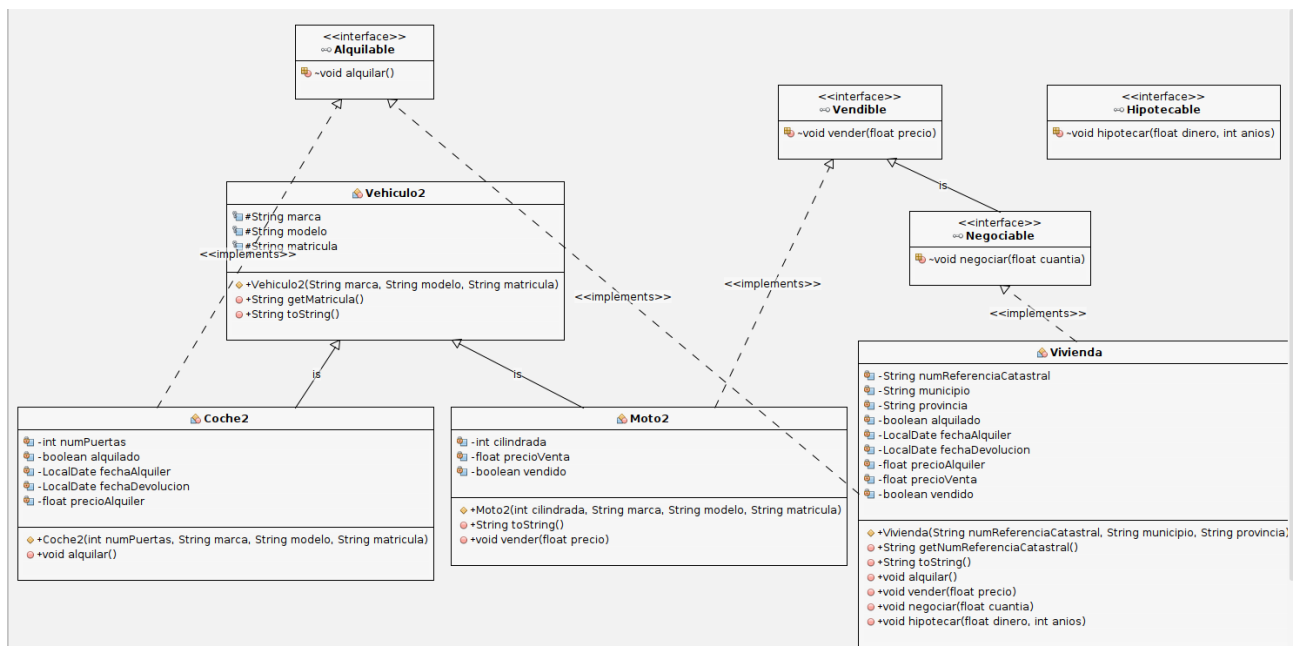 <<interface>>
Alquilable
~void alquilar()
<<interface>>
Vendible
~void vender(float precio)
<<interface>>
Hipotecable
~void hipotecar(float dinero, int anios)
Vehiculo2
#String marca
#String modelo
#String matricula
+Vehiculo2(String marca, String modelo, String matricula)
+String getMatricula()
+String toString()
is
<<interface>>
Negociable
~void negociar(float cuantia)
<<implements>>
<<implements>>
<<implements>>
<<implements>>
is
is
Coche2
-int numPuertas
-boolean alquilado
-LocalDate fechaAlquiler
-LocalDate fechaDevolucion
-float precioAlquiler
+Coche2(int numPuertas, String marca, String modelo, String matricula)
+void alquilar()
Moto2
-int cilindrada
-float precioVenta
-boolean vendido
+Moto2(int cilindrada, String marca, String modelo, String matricula)
+String toString()
+void vender(float precio)
Vivienda
-String numReferenciaCatastral
-String municipio
-String provincia
-boolean alquilado
-LocalDate fechaAlquiler
-LocalDate fechaDevolucion
-float precioAlquiler
-float precioVenta
-boolean vendido
+Vivienda(String numReferenciaCatastral, String municipio, String provincia)
+String getNumReferenciaCatastral()
+String toString()
+void alquilar()
+void vender(float precio)
+void negociar(float cuantia)
+void hipotecar(float dinero, int anios)